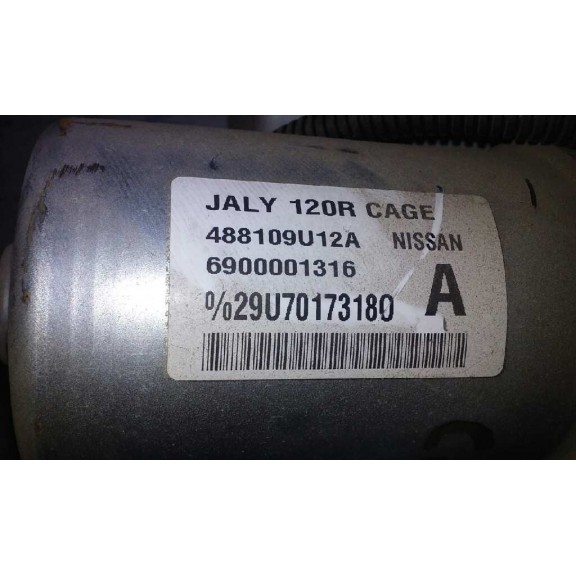 JALY 120R CAGE
488109U12A NISSAN
6900001316
A
%29U70173180